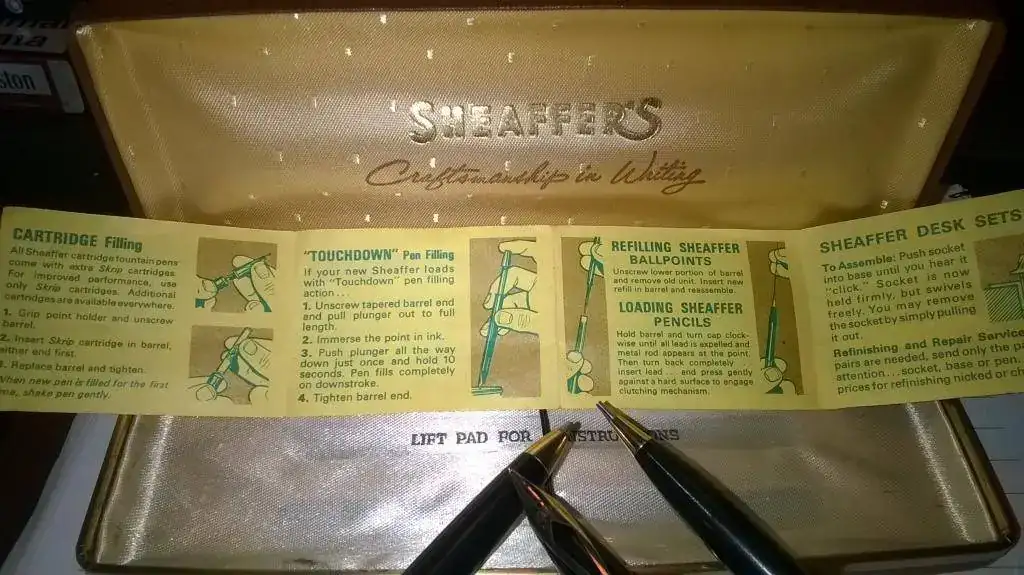 ston
SHEAFFER'S
Craftsmanship in Writing
CARTRIDGE Filling
All Sheaffer cartridge fountain pens
come with extra Skrip cartridges.
For improved performance, use
only Skrip cartridges. Additional
cartridges are available everywhere.
1. Grip point holder and unscrew
barrel.
2. Insert Skrip cartridge in barrel,
either end first.
3. Replace barrel and tighten.
When new pen is filled for the first
time, shake pen gently.
"TOUCHDOWN" Pen Filling
If your new Sheaffer loads
with "Touchdown" pen filling
action...
1. Unscrew tapered barrel end
and pull plunger out to full
length.
2. Immerse the point in ink.
3. Push plunger all the way
down just once and hold 10
seconds. Pen fills completely
on downstroke.
4. Tighten barrel end.
REFILLING SHEAFFER
BALLPOINTS
Unscrew lower portion of barrel
and remove old unit. Insert new
refill in barrel and reassemble.
LOADING SHEAFFER
PENCILS
Hold barrel and turn cap clock-
wise until all lead is expelled and
metal rod appears at the point.
Then turn back completely ...
insert lead... and press gently
against a hard surface to engage
clutching mechanism.
SHEAFFER DESK SETS
To Assemble: Push socket
into base until you hear it
"click." Socket is now
held firmly, but swivels
freely. You may remove
the socket by simply pulling
it out.
Refinishing and Repair Service
parts are needed, send only the pa
attention...socket, base or pen.
prices for refinishing nicked or ch
LIFT PAD FOR INSTRUCTIONS